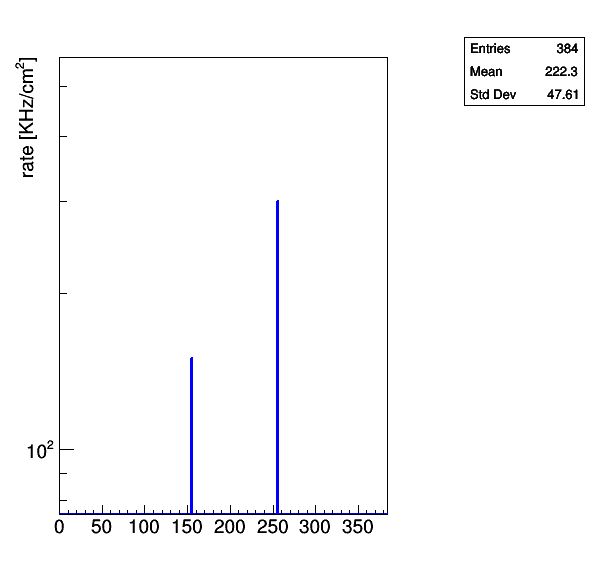 Entries 384
Mean 222.3
Std Dev 47.61
rate [KHz/cm²]
10²
0 50 100 150 200 250 300 350